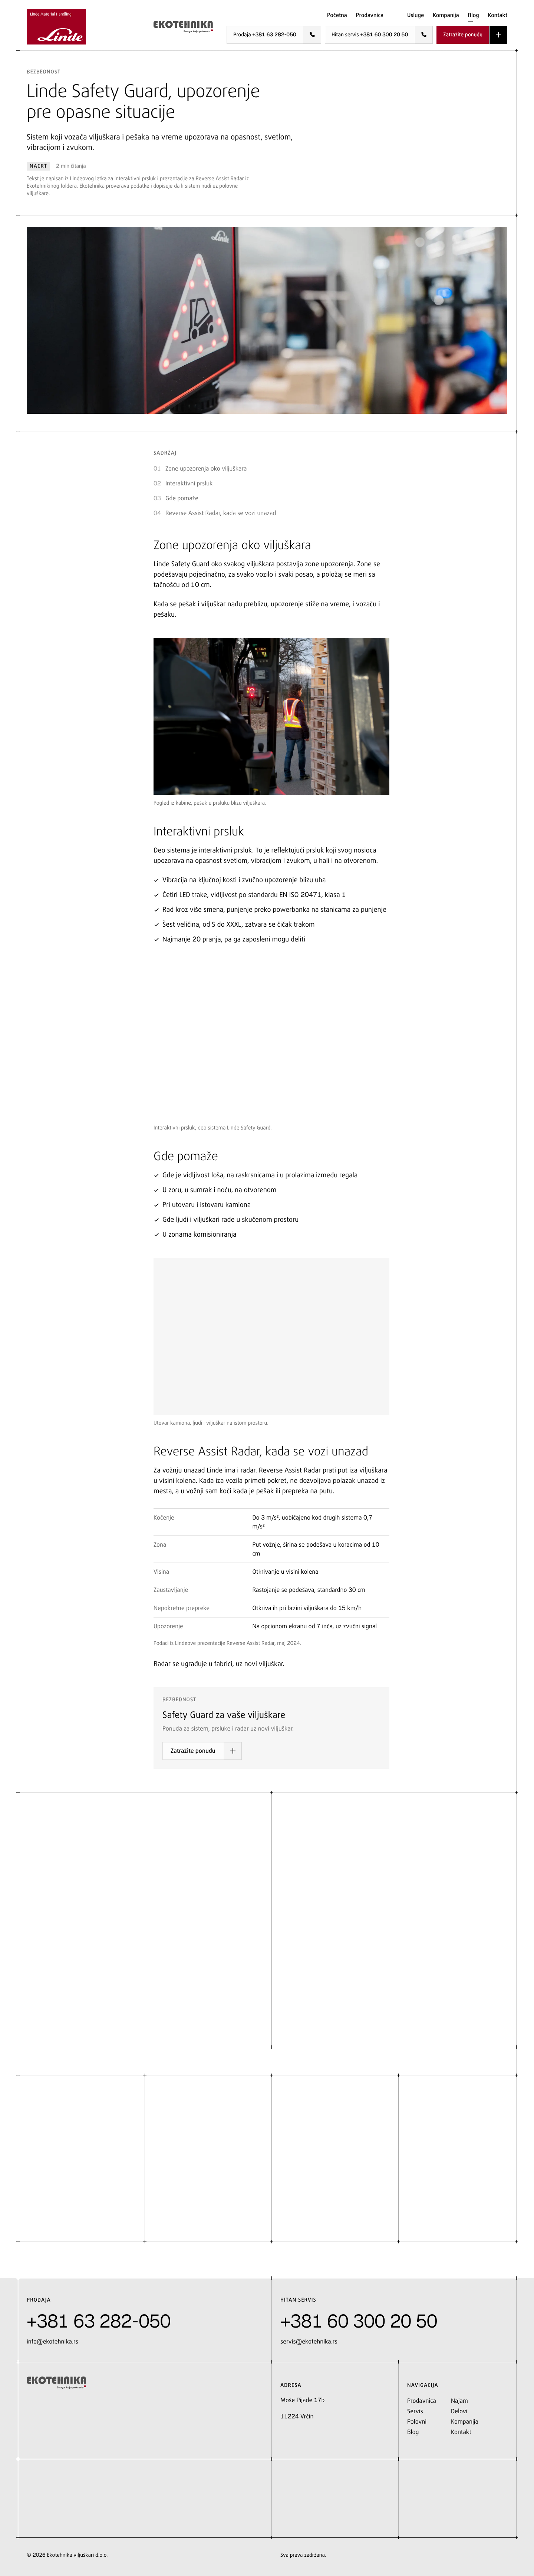 Linde Material Handling
Linde
EKOTEHNIKA
Početna Prodavnica Usluge Kompanija Blog Kontakt
Prodaja +381 63 282-050
Hitan servis +381 60 300 20 50
Zatražite ponudu
BEZBEDNOST
Linde Safety Guard, upozorenje
pre opasne situacije
Sistem koji vozača viljuškara i pešaka na vreme upozorava na opasnost, svetlom,
vibracijom i zvukom.
NACRT 2 min čitanja
Tekst je napisan iz Lindeovog letka za interaktivni prsluk i prezentacije za Reverse Assist Radar iz
Ekotehnikinog foldera. Ekotehnika proverava podatke i dopisuje da li sistem nudi uz polovne
viljuškare.
SADRŽAJ
01 Zone upozorenja oko viljuškara
02 Interaktivni prsluk
03 Gde pomaže
04 Reverse Assist Radar, kada se vozi unazad
Zone upozorenja oko viljuškara
Linde Safety Guard oko svakog viljuškara postavlja zone upozorenja. Zone se
podešavaju pojedinačno, za svako vozilo i svaki posao, a položaj se meri sa
tačnošću od 10 cm.
Kada se pešak i viljuškar nađu preblizu, upozorenje stiže na vreme, i vozaču i
pešaku.
Pogled iz kabine, pešak u prsluku blizu viljuškara.
Interaktivni prsluk
Deo sistema je interaktivni prsluk. To je reflektujući prsluk koji svog nosioca
upozorava na opasnost svetlom, vibracijom i zvukom, u hali i na otvorenom.
Vibracija na ključnoj kosti i zvučno upozorenje blizu uha
Četiri LED trake, vidljivost po standardu EN ISO 20471, klasa 1
Rad kroz više smena, punjenje preko powerbanka na stanicama za punjenje
Šest veličina, od S do XXXL, zatvara se čičak trakom
Najmanje 20 pranja, pa ga zaposleni mogu deliti
Interaktivni prsluk, deo sistema Linde Safety Guard.
Gde pomaže
Gde je vidljivost loša, na raskrsnicama i u prolazima između regala
U zoru, u sumrak i noću, na otvorenom
Pri utovaru i istovaru kamiona
Gde ljudi i viljuškari rade u skučenom prostoru
U zonama komisioniranja
Utovar kamiona, ljudi i viljuškar na istom prostoru.
Reverse Assist Radar, kada se vozi unazad
Za vožnju unazad Linde ima i radar. Reverse Assist Radar prati put iza viljuškara
u visini kolena. Kada iza vozila primeti pokret, ne dozvoljava polazak unazad iz
mesta, a u vožnji sam koči kada je pešak ili prepreka na putu.
Kočenje Do 3 m/s², uobičajeno kod drugih sistema 0,7
m/s²
Zona Put vožnje, širina se podešava u koracima od 10
cm
Visina Otkrivanje u visini kolena
Zaustavljanje Rastojanje se podešava, standardno 30 cm
Nepokretne prepreke Otkriva ih pri brzini viljuškara do 15 km/h
Upozorenje Na opcionom ekranu od 7 inča, uz zvučni signal
Podaci iz Lindeove prezentacije Reverse Assist Radar, maj 2024.
Radar se ugrađuje u fabrici, uz novi viljuškar.
BEZBEDNOST
Safety Guard za vaše viljuškare
Ponuda za sistem, prsluke i radar uz novi viljuškar.
Zatražite ponudu
PRODAJA
+381 63 282-050
info@ekotehnika.rs
HITAN SERVIS
+381 60 300 20 50
servis@ekotehnika.rs
EKOTEHNIKA
ADRESA
Moše Pijade 17b
11224 Vrčin
NAVIGACIJA
Prodavnica Najam
Servis Delovi
Polovni Kompanija
Blog Kontakt
© 2026 Ekotehnika viljuškari d.o.o.
Sva prava zadržana.